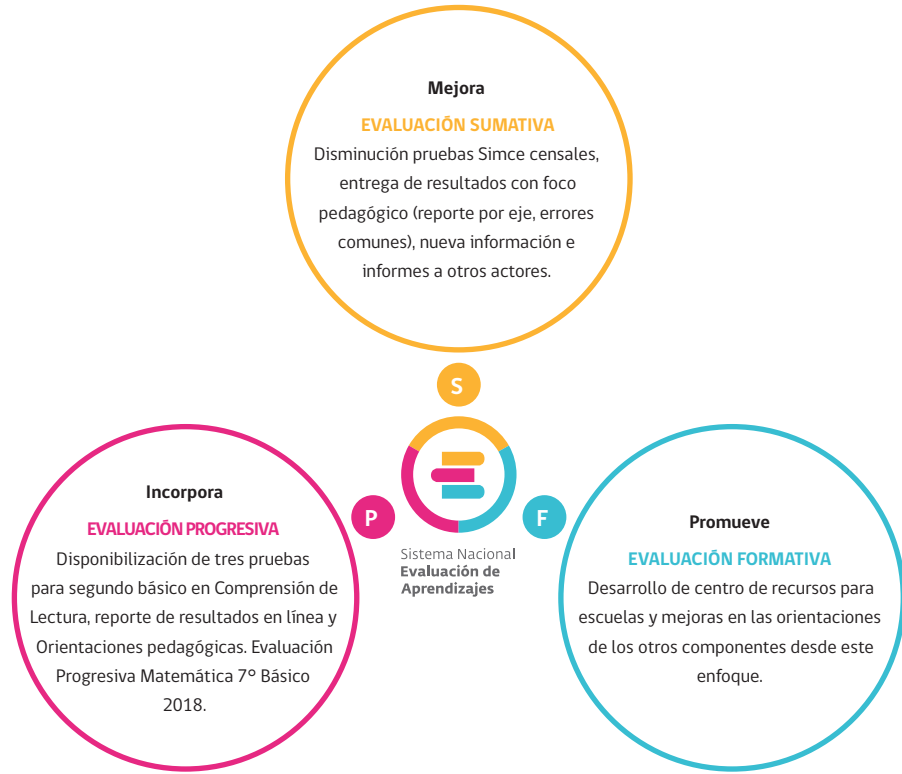 Mejora
EVALUACIÓN SUMATIVA
Disminución pruebas Simce censales,
entrega de resultados con foco
pedagógico (reporte por eje, errores
comunes), nueva información e
informes a otros actores.
S
P
F
Sistema Nacional
Evaluación de
Aprendizajes
Incorpora
EVALUACIÓN PROGRESIVA
Disponibilización de tres pruebas
para segundo básico en Comprensión de
Lectura, reporte de resultados en línea y
Orientaciones pedagógicas. Evaluación
Progresiva Matemática 7º Básico
2018.
Promueve
EVALUACIÓN FORMATIVA
Desarrollo de centro de recursos para
escuelas y mejoras en las orientaciones
de los otros componentes desde este
enfoque.